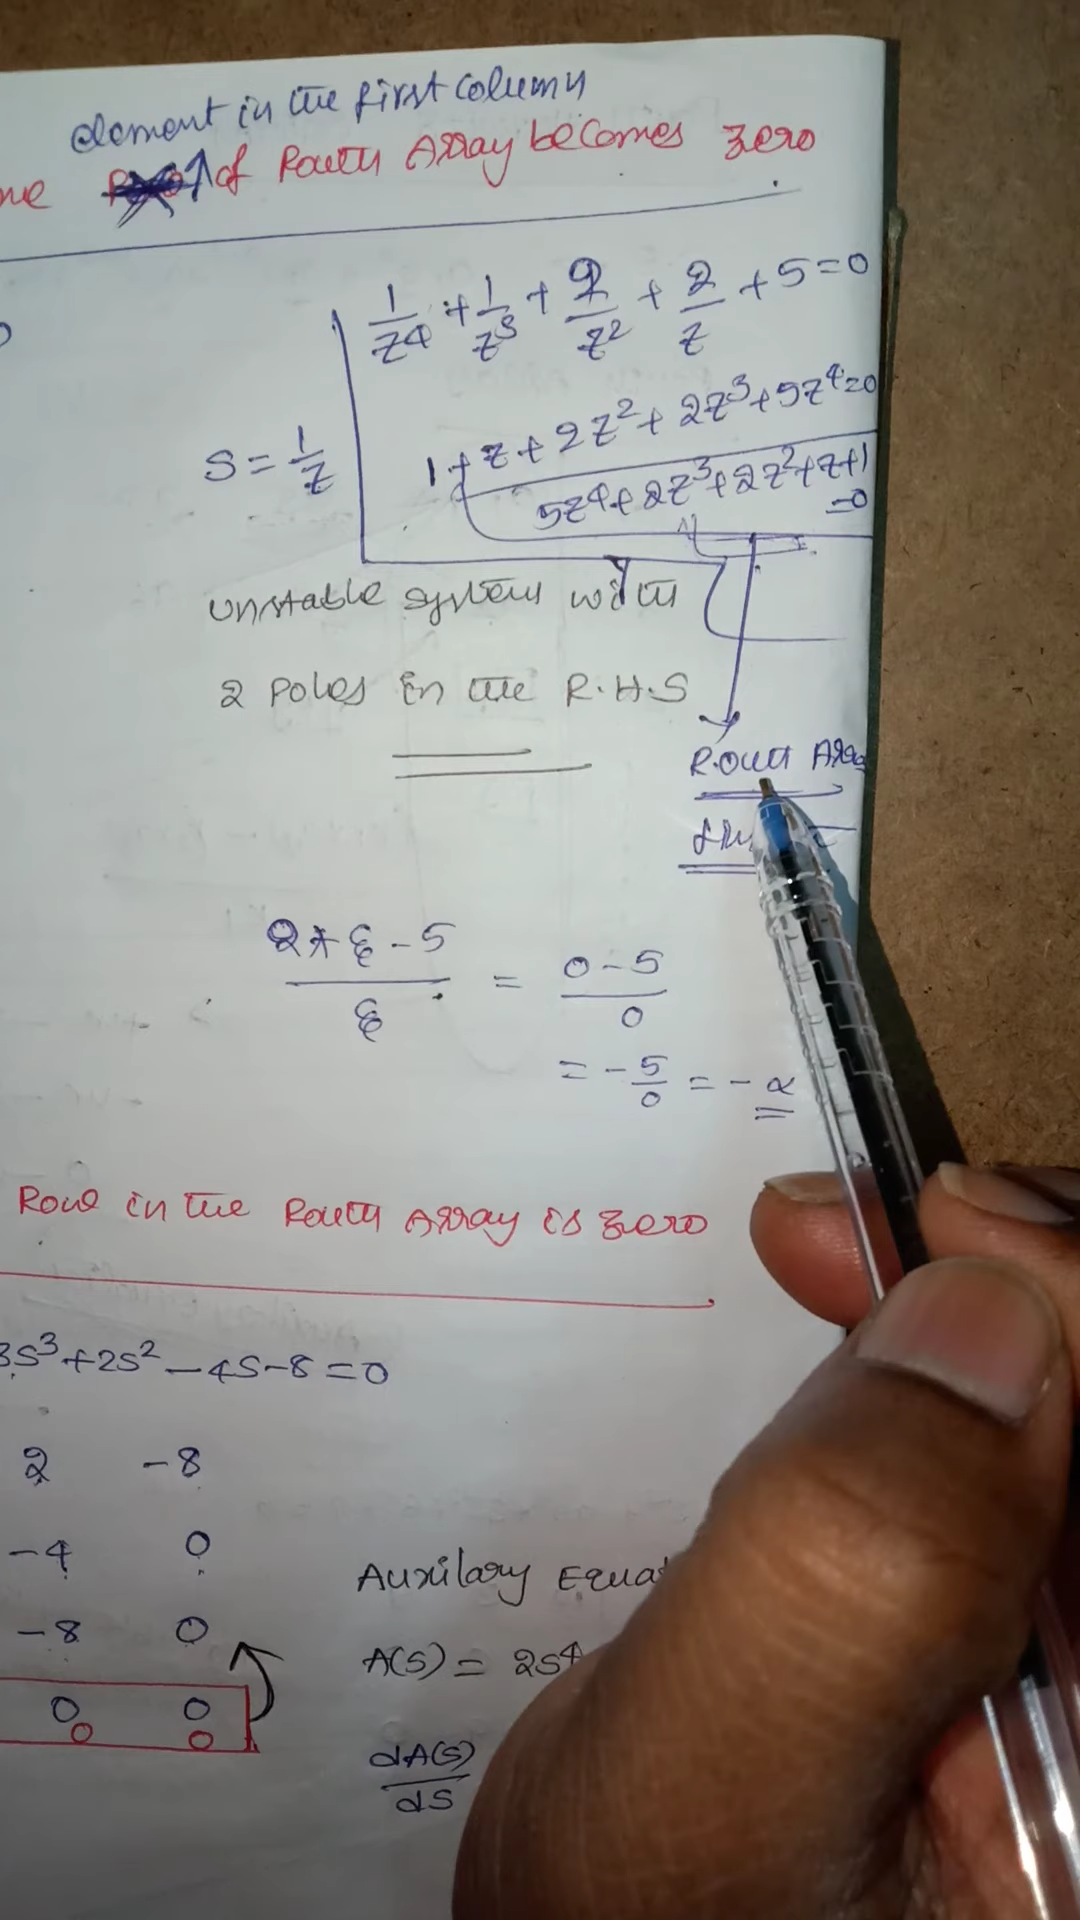 element in the first column
of Routh Array becomes zero
1/z⁴ + 1/z³ + 2/z² + 2/z + 5 = 0
S = 1/z
1 + z + 2z² + 2z³ + 5z⁴ = 0
5z⁴ + 2z³ + 2z² + z + 1 = 0
unstable system with
2 Poles in the R.H.S
Routh
(2*ε - 5)/ε = (0 - 5)/0
= -5/0 = -α
Row in the Routh Array is zero
3S³ + 2S² - 4S - 8 = 0
2 -8
-4 0
-8 0
0 0
0 0
Auxilary
A(S) = 2S⁴
dA(S)/dS